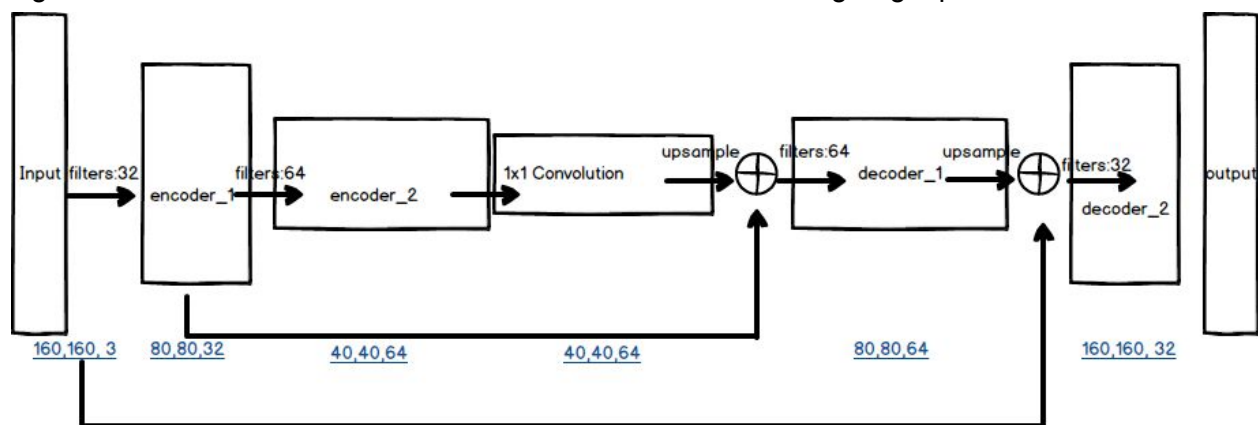 Input
filters:32
encoder_1
filters:64
encoder_2
1x1 Convolution
upsample
filters:64
decoder_1
upsample
filters:32
decoder_2
output
160,160, 3
80,80,32
40,40,64
40,40,64
80,80,64
160,160, 32